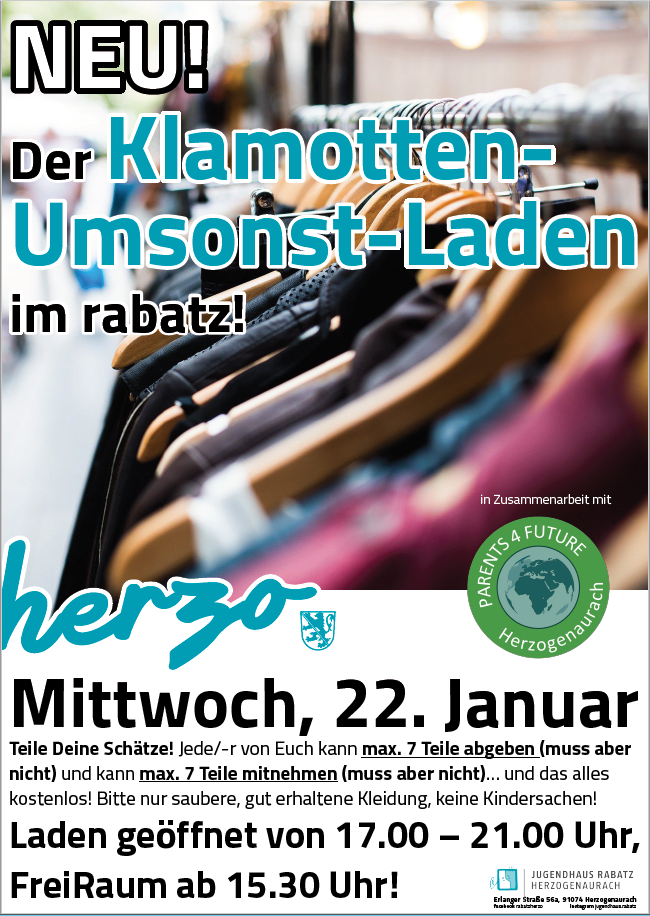 NEU!
Der Klamotten-
Umsonst-Laden
im rabatz!
in Zusammenarbeit mit
PARENTS 4 FUTURE
Herzogenaurach
herzo
Mittwoch, 22. Januar
Teile Deine Schätze! Jede/-r von Euch kann max. 7 Teile abgeben (muss aber
nicht) und kann max. 7 Teile mitnehmen (muss aber nicht)... und das alles
kostenlos! Bitte nur saubere, gut erhaltene Kleidung, keine Kindersachen!
Laden geöffnet von 17.00 – 21.00 Uhr,
FreiRaum ab 15.30 Uhr!
JUGENDHAUS RABATZ
HERZOGENAURACH
Erlanger Straße 56a, 91074 Herzogenaurach
Facebook rabatzherzo Instagram jugendhaus.rabatz